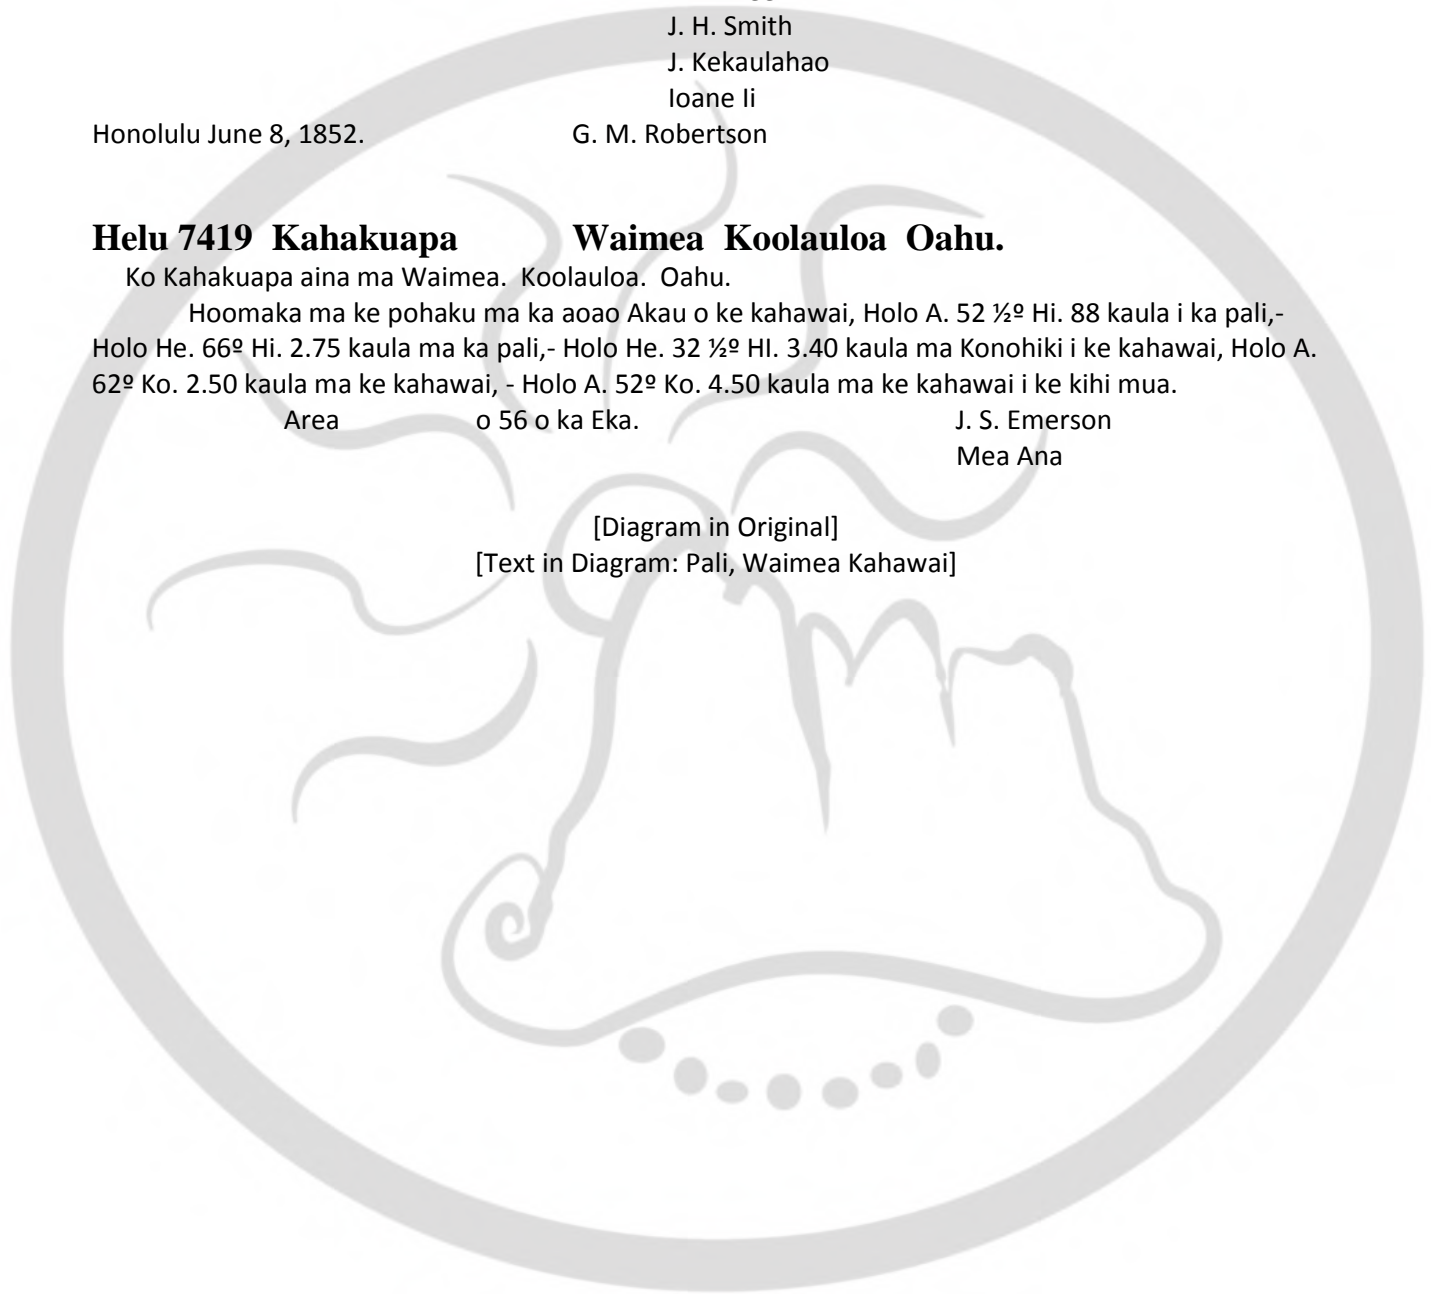 J. H. Smith
J. Kekaulahao
Ioane Ii
Honolulu June 8, 1852. G. M. Robertson
Helu 7419 Kahakuapa Waimea Koolauloa Oahu.
Ko Kahakuapa aina ma Waimea. Koolauloa. Oahu.
Hoomaka ma ke pohaku ma ka aoao Akau o ke kahawai, Holo A. 52 ½º Hi. 88 kaula i ka pali,-
Holo He. 66º Hi. 2.75 kaula ma ka pali,- Holo He. 32 ½º HI. 3.40 kaula ma Konohiki i ke kahawai, Holo A.
62º Ko. 2.50 kaula ma ke kahawai, - Holo A. 52º Ko. 4.50 kaula ma ke kahawai i ke kihi mua.
Area o 56 o ka Eka. J. S. Emerson
Mea Ana
[Diagram in Original]
[Text in Diagram: Pali, Waimea Kahawai]